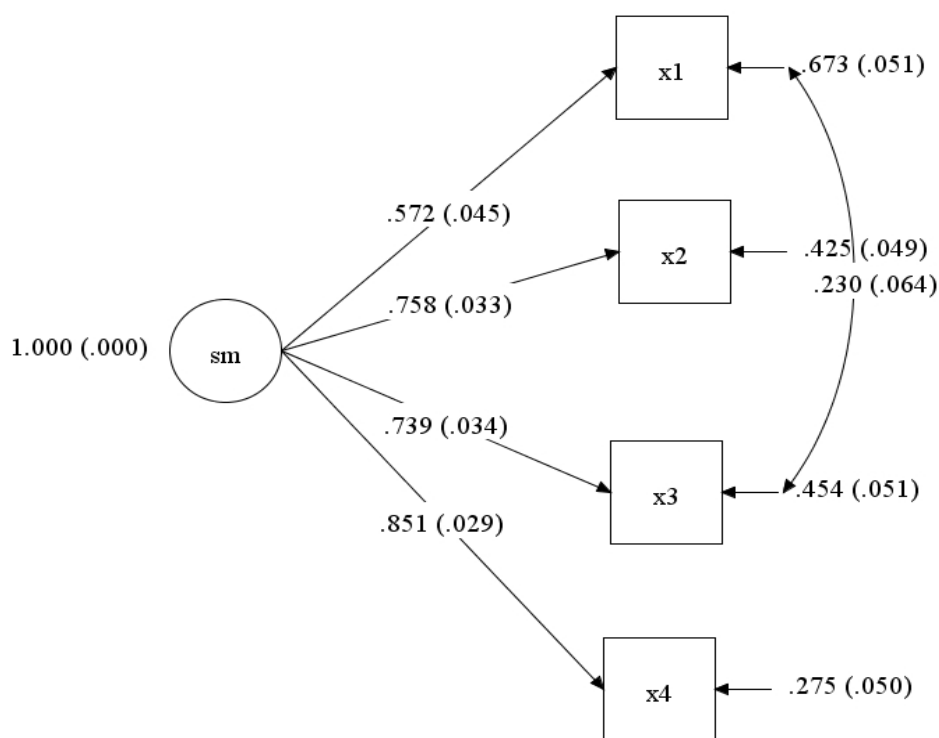 x1
.673 (.051)
.572 (.045)
x2
.425 (.049)
.230 (.064)
.758 (.033)
1.000 (.000)
sm
.739 (.034)
x3
.454 (.051)
.851 (.029)
x4
.275 (.050)